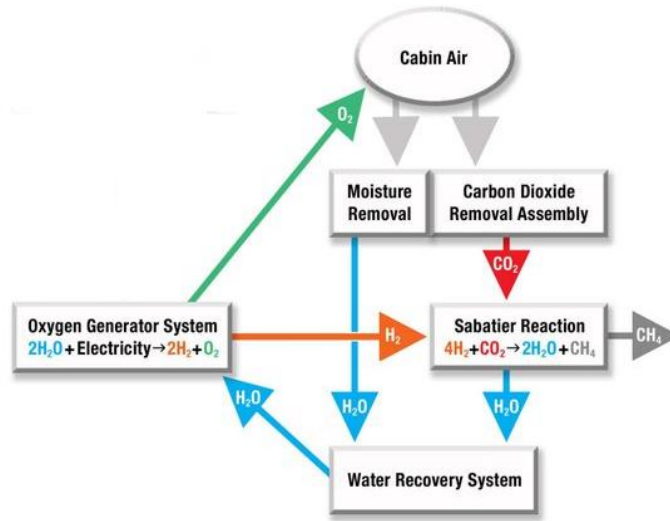 Cabin Air
O₂
Moisture
Removal
Carbon Dioxide
Removal Assembly
CO₂
Oxygen Generator System
2H₂O+Electricity→2H₂+O₂
H₂
Sabatier Reaction
4H₂+CO₂→2H₂O+CH₄
CH₄
H₂O
H₂O
H₂O
Water Recovery System